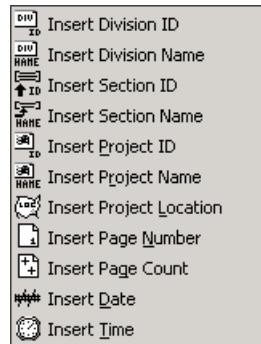 Insert Division ID
Insert Division Name
Insert Section ID
Insert Section Name
Insert Project ID
Insert Project Name
Insert Project Location
Insert Page Number
Insert Page Count
Insert Date
Insert Time